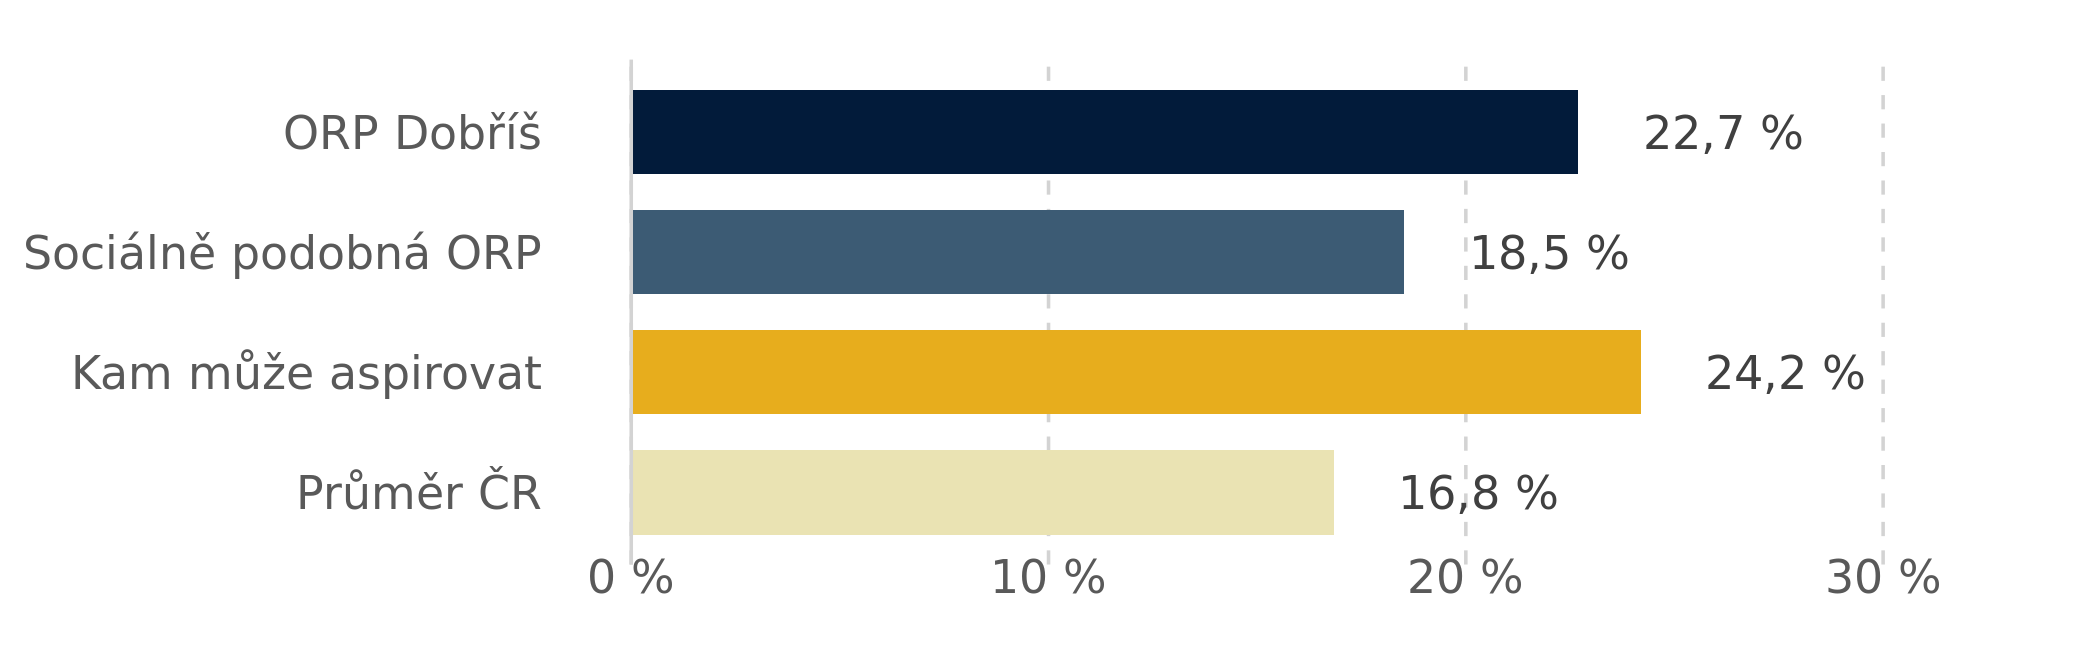 ORP Dobříš
22,7 %
Sociálně podobná ORP
18,5 %
Kam může aspirovat
24,2 %
Průměr ČR
16,8 %
0 %
10 %
20 %
30 %